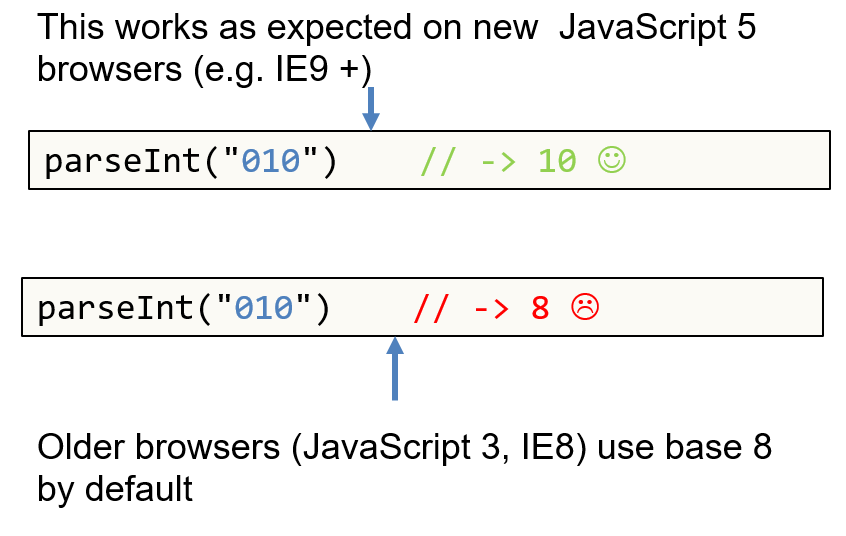 This works as expected on new  JavaScript 5
browsers (e.g. IE9 +)
parseInt("010")    // -> 10 ☺
parseInt("010")    // -> 8 ☹
Older browsers (JavaScript 3, IE8) use base 8
by default